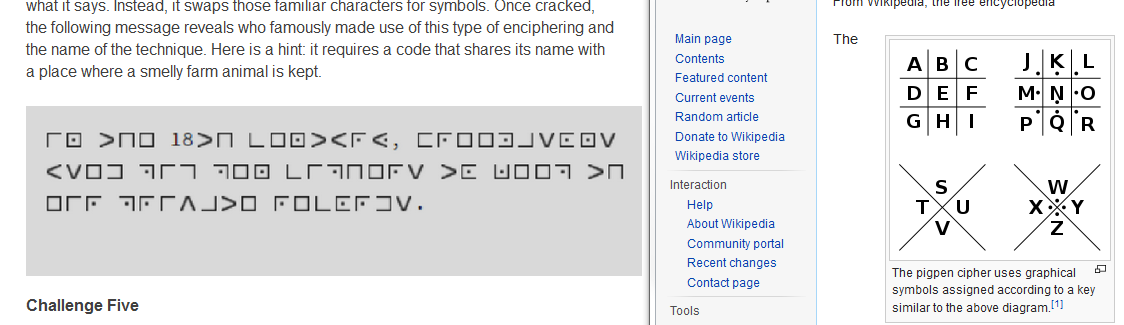 what it says. Instead, it swaps those familiar characters for symbols. Once cracked,
the following message reveals who famously made use of this type of enciphering and
the name of the technique. Here is a hint: it requires a code that shares its name with
a place where a smelly farm animal is kept.
18
Challenge Five
Main page
Contents
Featured content
Current events
Random article
Donate to Wikipedia
Wikipedia store
Interaction
Help
About Wikipedia
Community portal
Recent changes
Contact page
Tools
From Wikipedia, the free encyclopedia
The
A B C J K L
D E F M N O
G H I P Q R
S W
T U X Y
V Z
The pigpen cipher uses graphical
symbols assigned according to a key
similar to the above diagram.[1]